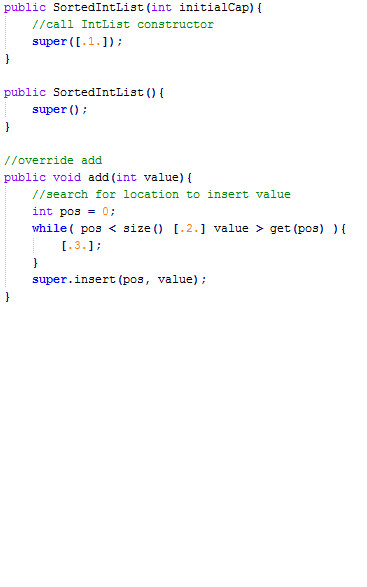 public SortedIntList(int initialCap){
//call IntList constructor
super([.1.]);
}
public SortedIntList(){
super();
}
//override add
public void add(int value){
//search for location to insert value
int pos = 0;
while( pos < size() [.2.] value > get(pos) ){
[.3.];
}
super.insert(pos, value);
}